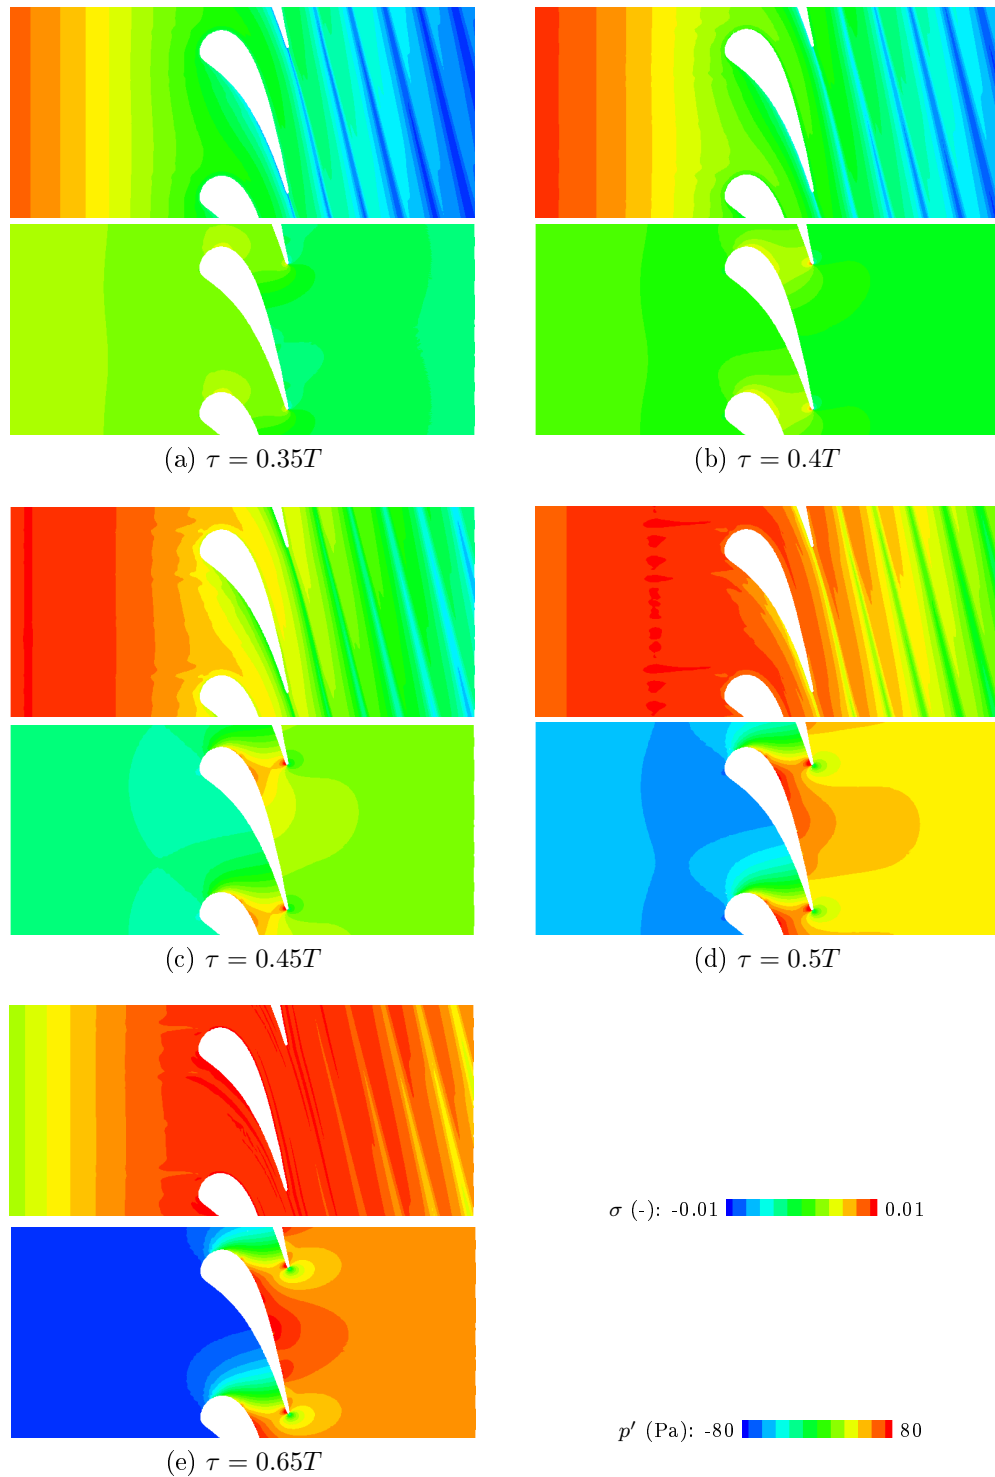 (a) τ = 0.35T
(b) τ = 0.4T
(c) τ = 0.45T
(d) τ = 0.5T
(e) τ = 0.65T
σ (-): -0.01 0.01
p′ (Pa): -80 80